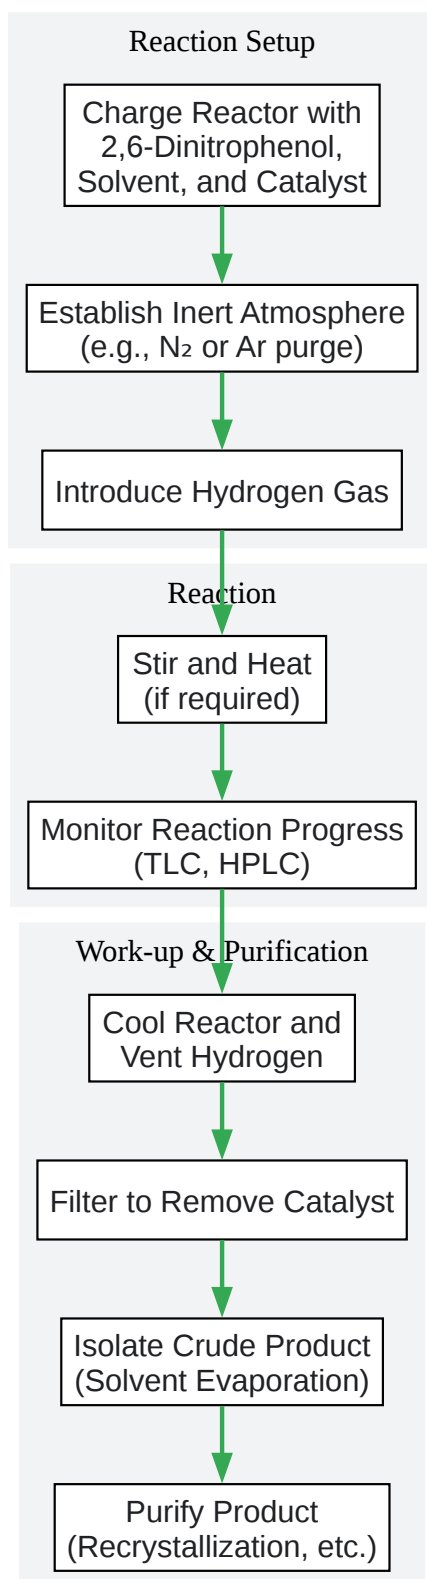 Reaction Setup
Charge Reactor with
2,6-Dinitrophenol,
Solvent, and Catalyst
Establish Inert Atmosphere
(e.g., N₂ or Ar purge)
Introduce Hydrogen Gas
Reaction
Stir and Heat
(if required)
Monitor Reaction Progress
(TLC, HPLC)
Work-up & Purification
Cool Reactor and
Vent Hydrogen
Filter to Remove Catalyst
Isolate Crude Product
(Solvent Evaporation)
Purify Product
(Recrystallization, etc.)